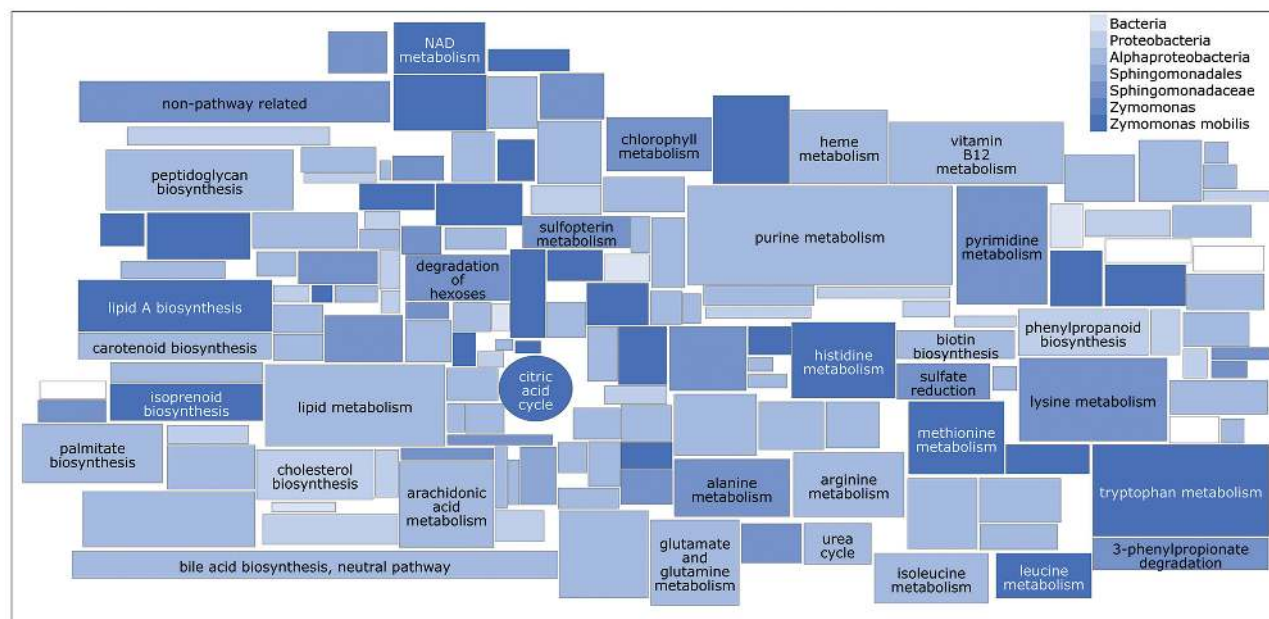 Bacteria
Proteobacteria
Alphaproteobacteria
Sphingomonadales
Sphingomonadaceae
Zymomonas
Zymomonas mobilis
NAD
metabolism
non-pathway related
chlorophyll
metabolism
heme
metabolism
vitamin
B12
metabolism
peptidoglycan
biosynthesis
sulfopterin
metabolism
purine metabolism
pyrimidine
metabolism
degradation
of
hexoses
lipid A biosynthesis
carotenoid biosynthesis
phenylpropanoid
biosynthesis
biotin
biosynthesis
histidine
metabolism
citric
acid
cycle
sulfate
reduction
isoprenoid
biosynthesis
lipid metabolism
lysine metabolism
palmitate
biosynthesis
methionine
metabolism
cholesterol
biosynthesis
arachidonic
acid
metabolism
alanine
metabolism
arginine
metabolism
tryptophan metabolism
glutamate
and
glutamine
metabolism
urea
cycle
3-phenylpropionate
degradation
bile acid biosynthesis, neutral pathway
isoleucine
metabolism
leucine
metabolism